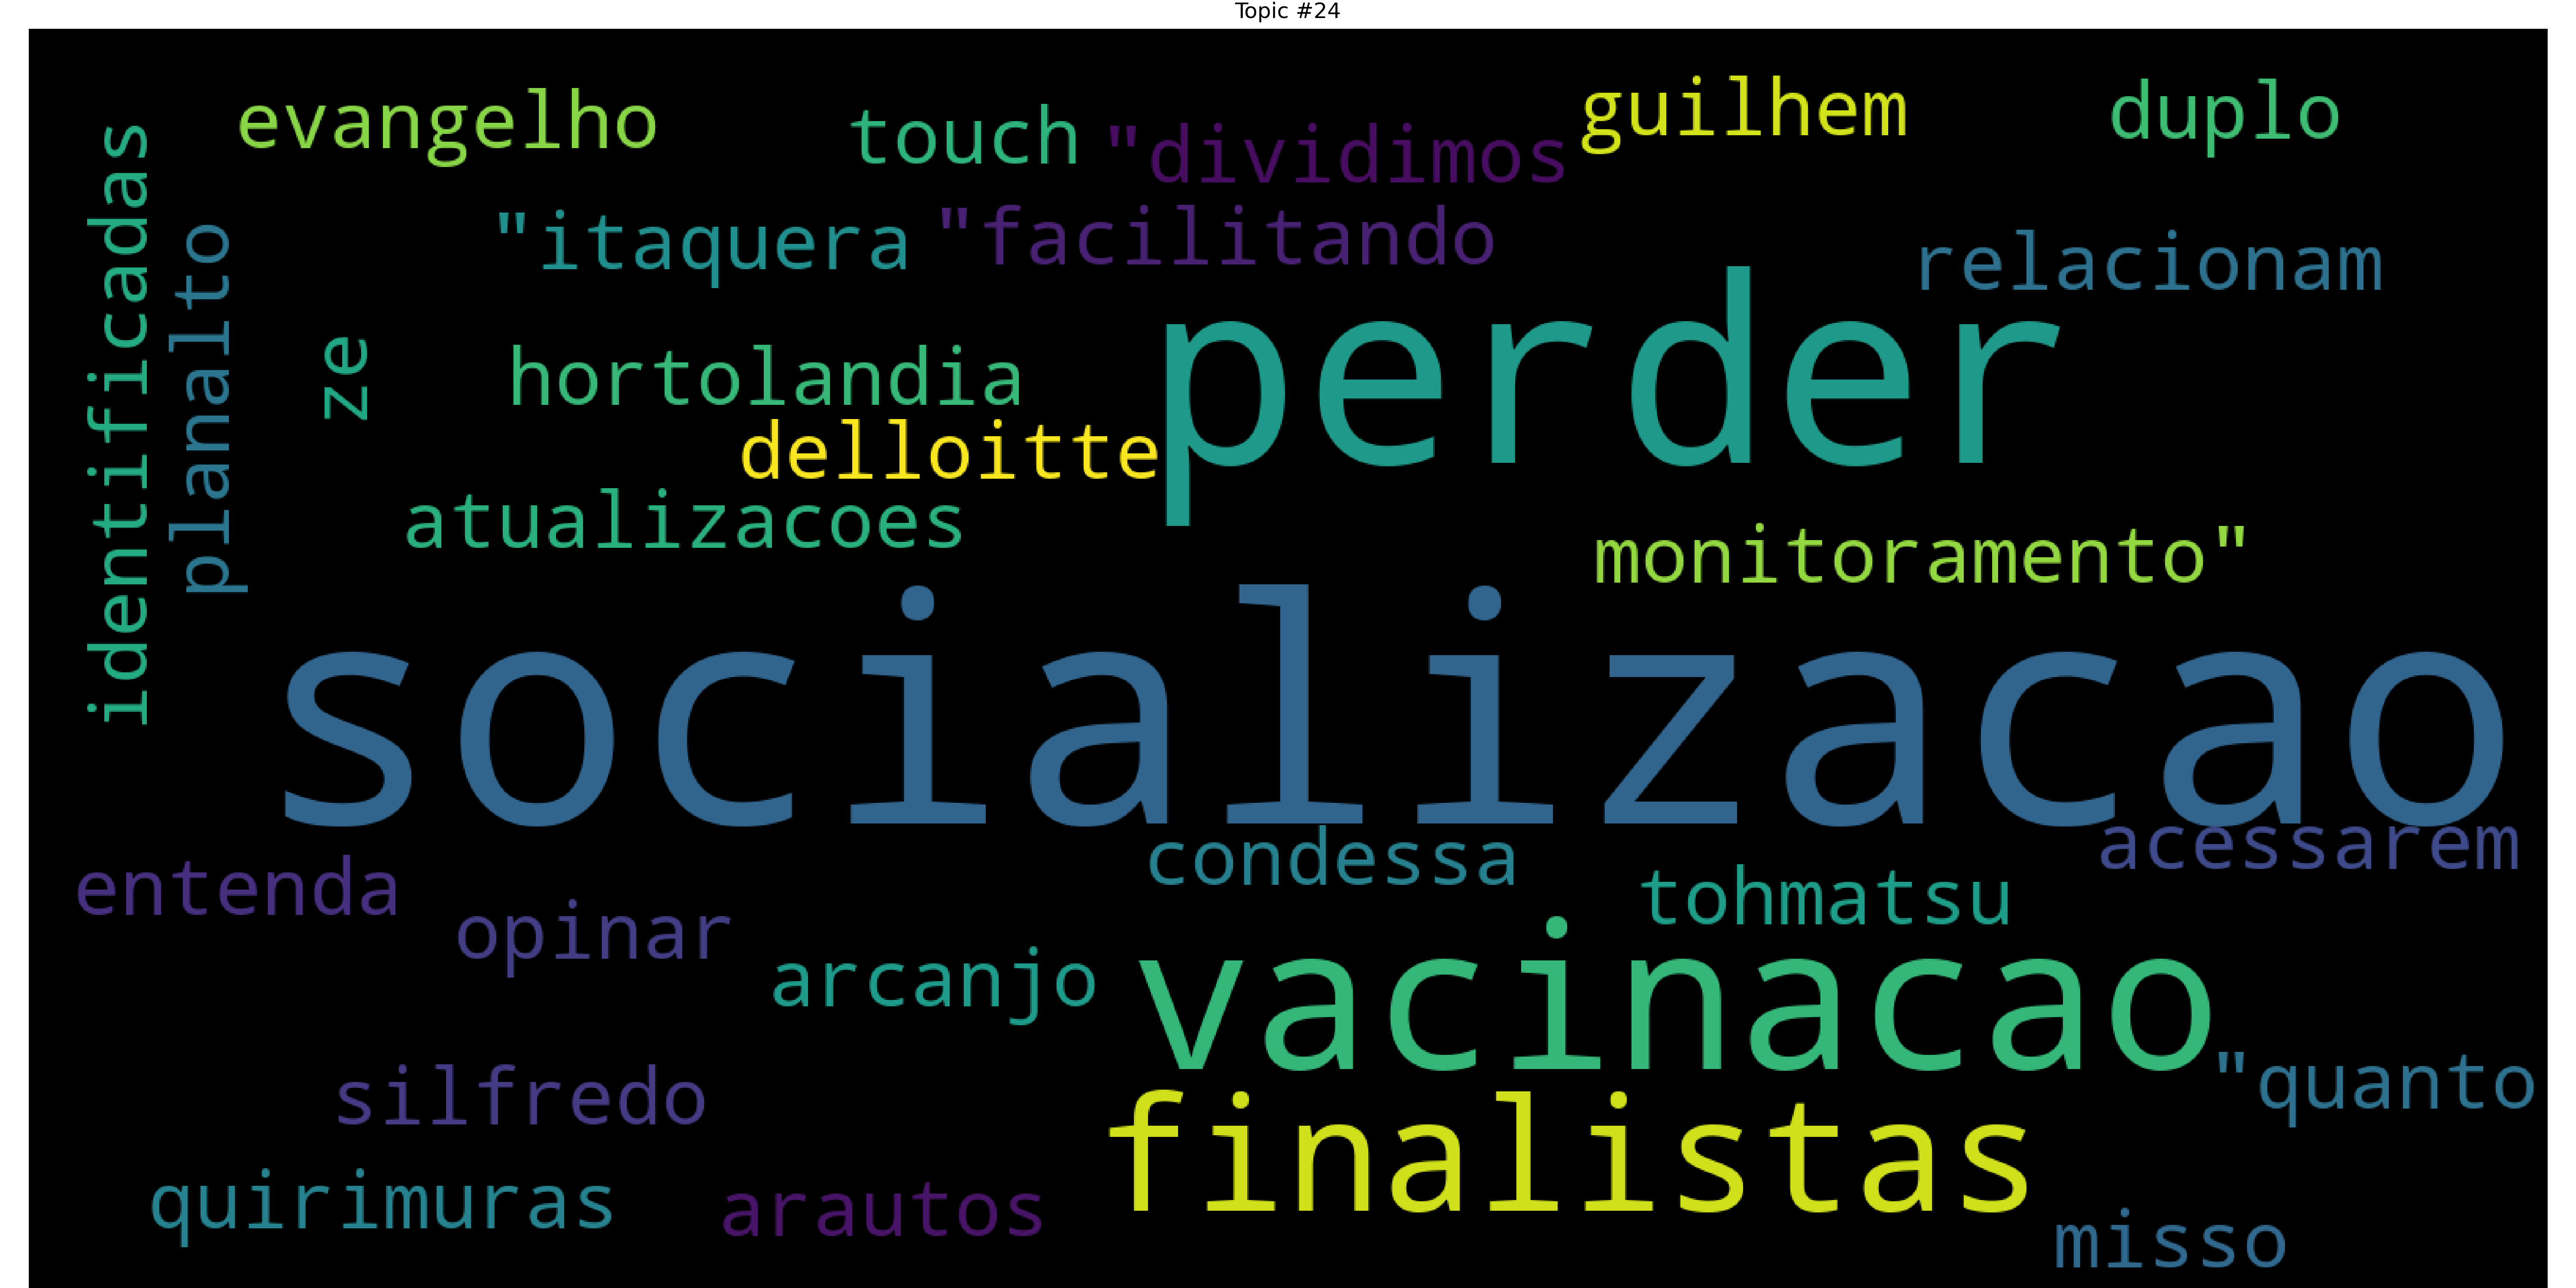 Topic #24
evangelho
touch
"dividimos
guilhem
duplo
identificadas
planalto
"itaquera
"facilitando
relacionam
ze
hortolandia
perder
delloitte
atualizacoes
monitoramento"
socializacao
entenda
condessa
acessarem
opinar
tohmatsu
arcanjo
vacinacao
silfredo
"quanto
finalistas
quirimuras
arautos
misso